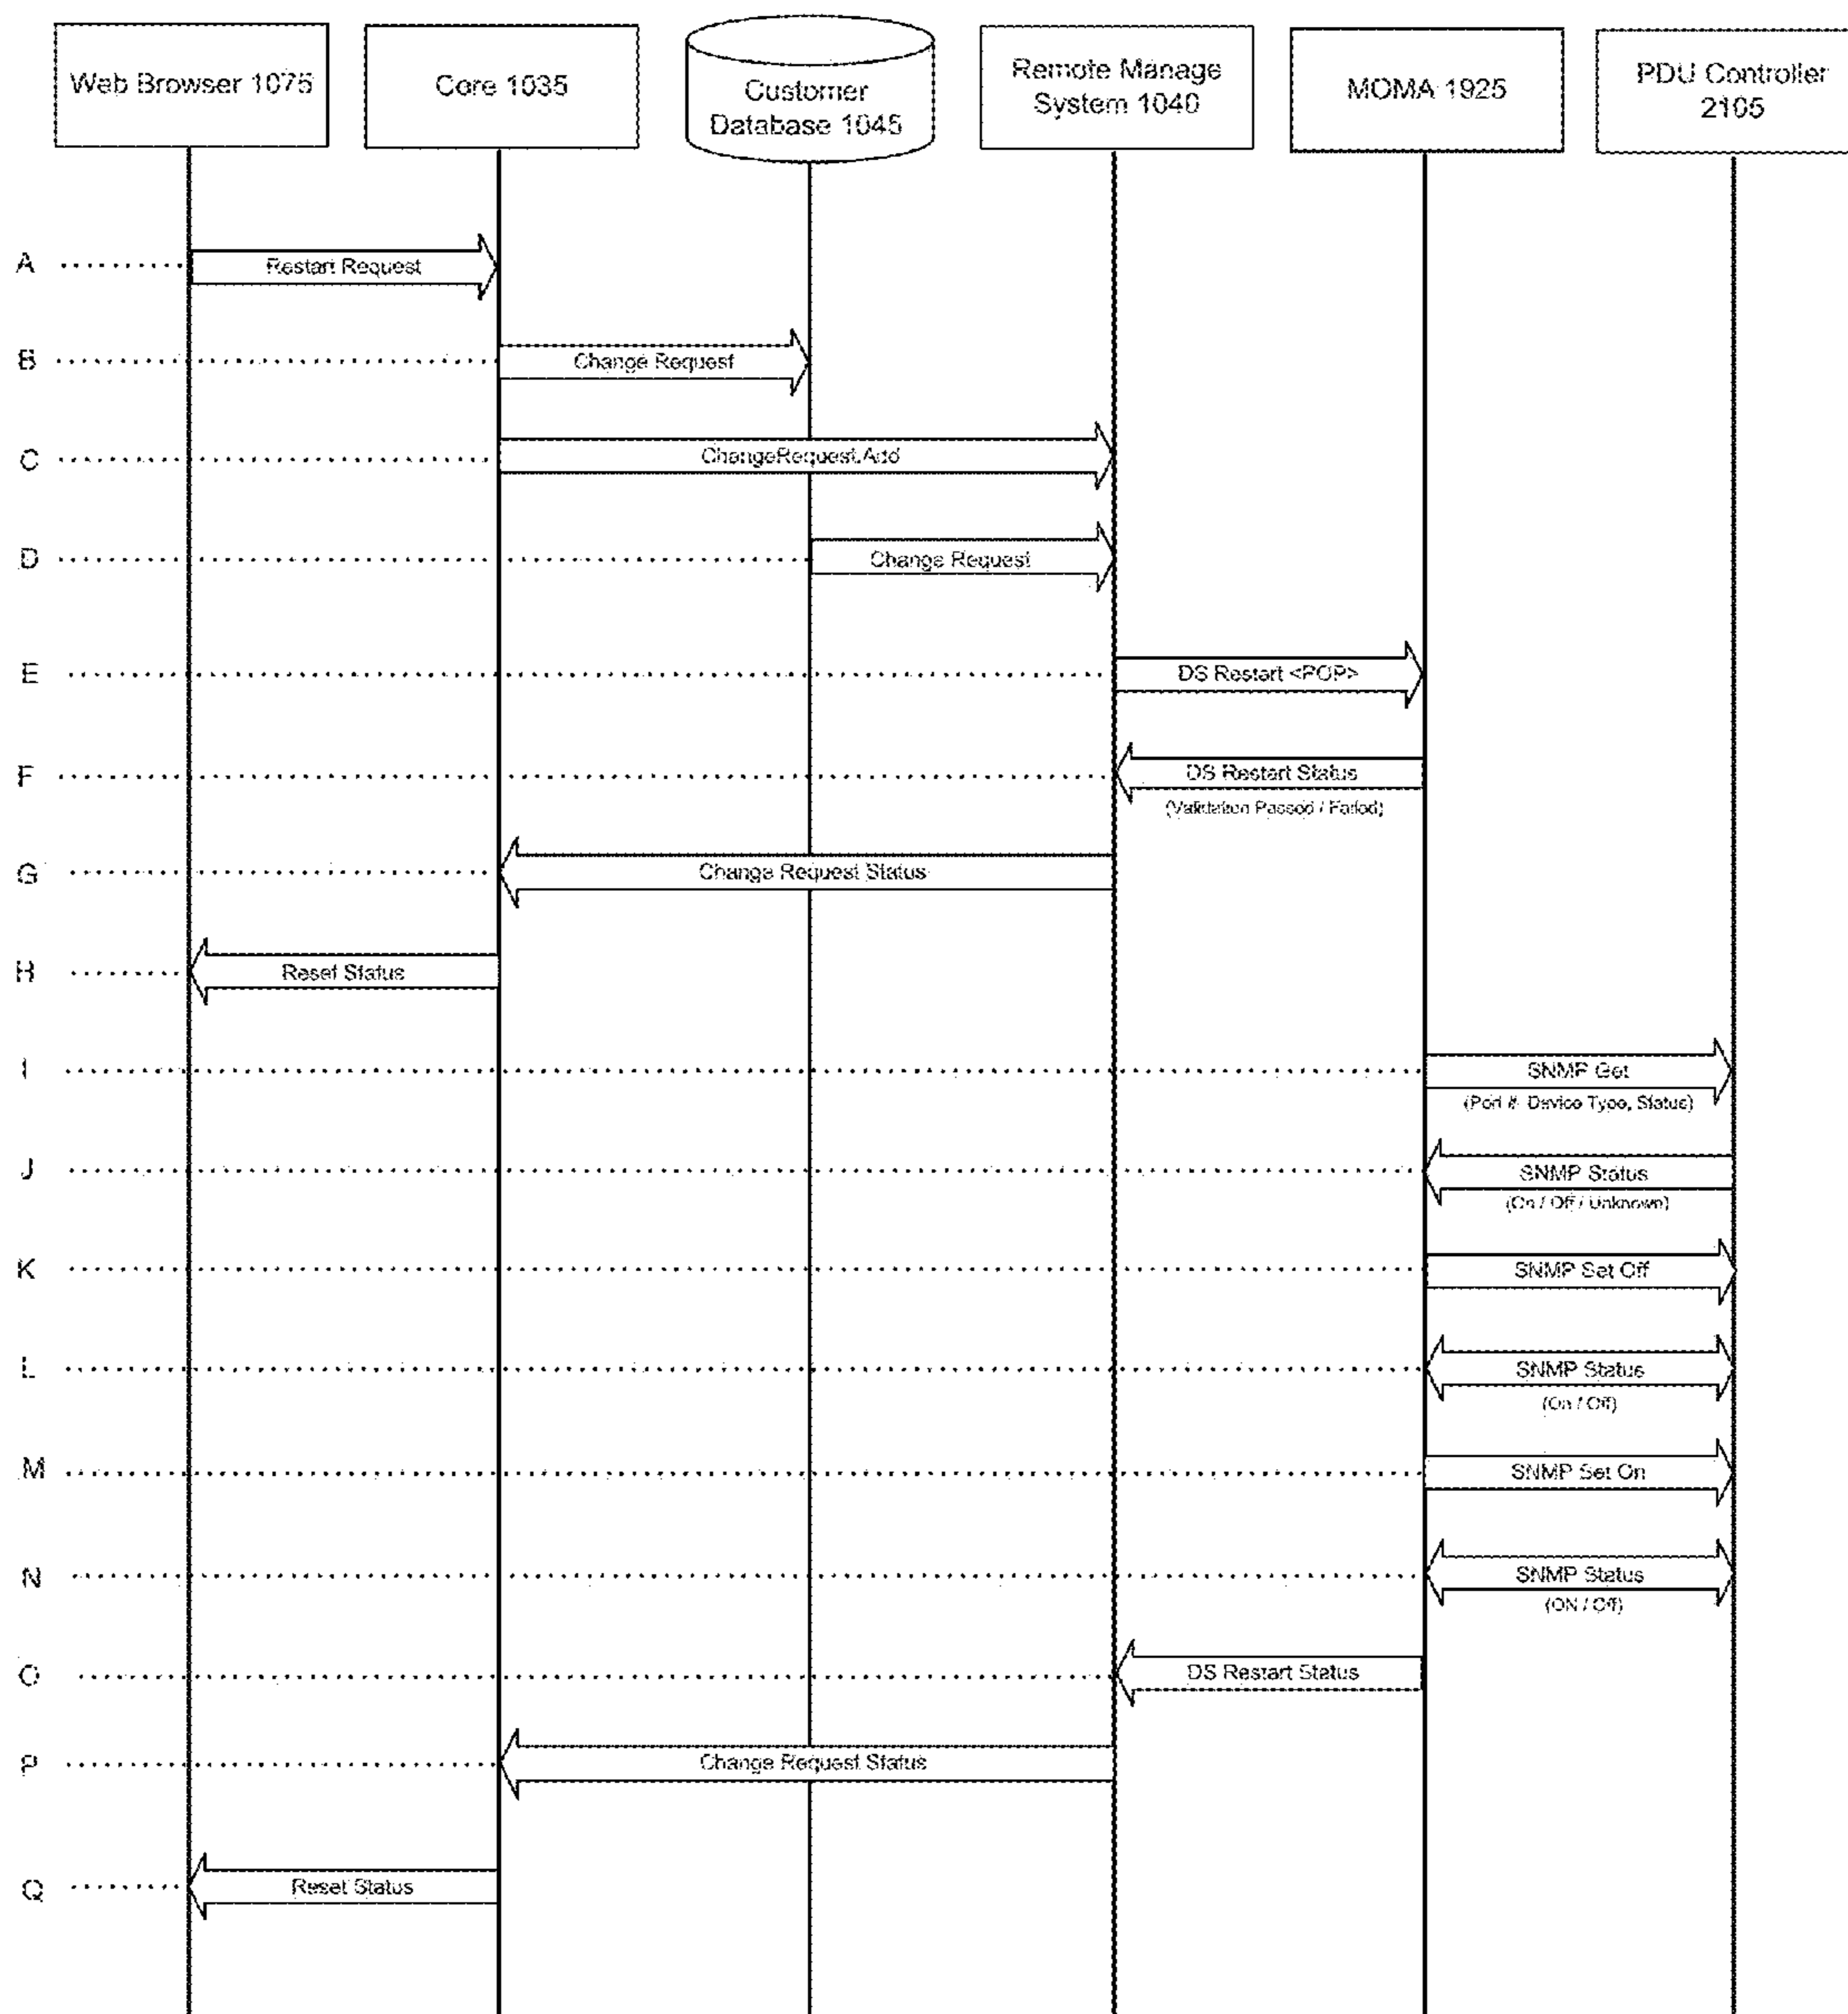 Web Browser 1075
Core 1035
Customer
Database 1045
Remote Manage
System 1040
MOMA 1925
PDU Controller
2105
A
Restart Request
B
Change Request
C
ChangeRequest.Add
D
Change Request
E
DS Restart <POP>
F
DS Restart Status
(Validation Passed / Failed)
G
Change Request Status
H
Reset Status
I
SNMP Get
(Port #, Device Type, Status)
J
SNMP Status
(On / Off / Unknown)
K
SNMP Set Off
L
SNMP Status
(On / Off)
M
SNMP Set On
N
SNMP Status
(ON / Off)
O
DS Restart Status
P
Change Request Status
Q
Reset Status